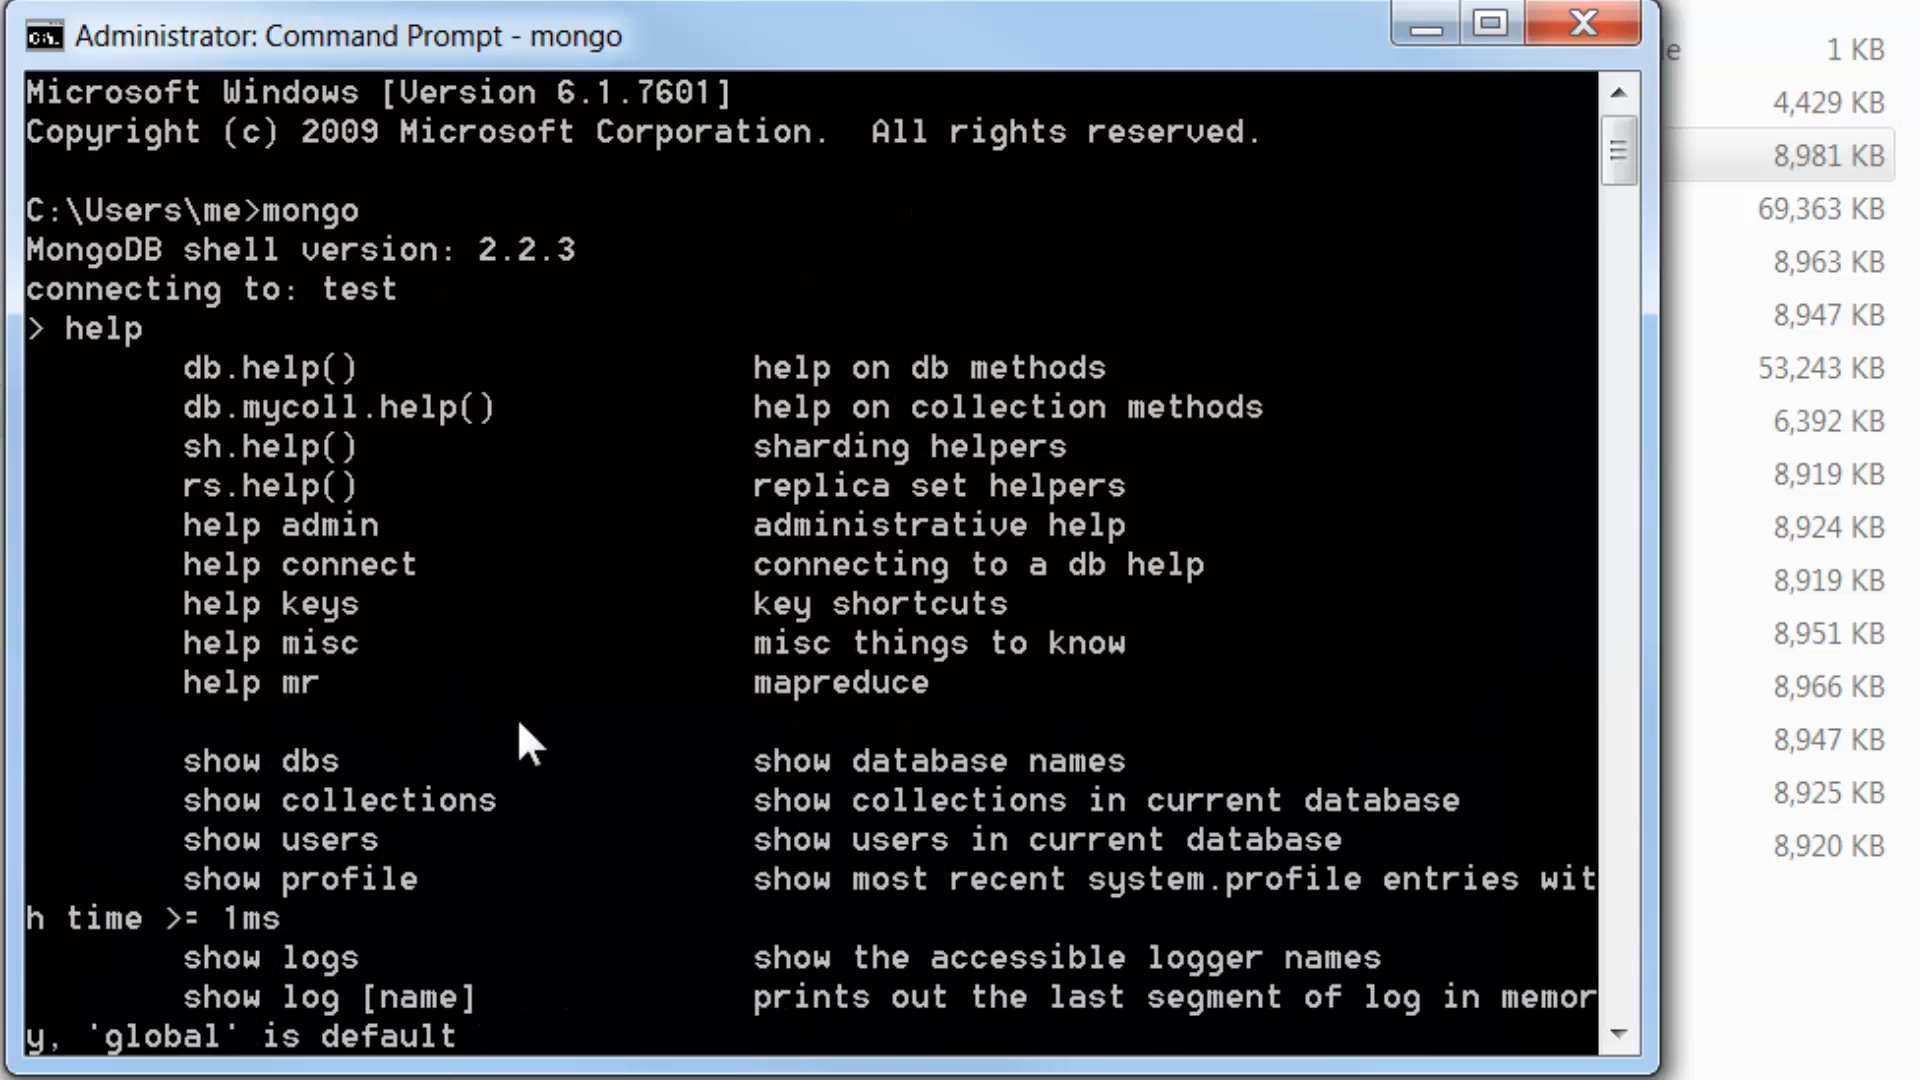 Administrator: Command Prompt - mongo
Microsoft Windows [Version 6.1.7601]
Copyright (c) 2009 Microsoft Corporation.  All rights reserved.
C:\Users\me>mongo
MongoDB shell version: 2.2.3
connecting to: test
> help
db.help() help on db methods
db.mycoll.help() help on collection methods
sh.help() sharding helpers
rs.help() replica set helpers
help admin administrative help
help connect connecting to a db help
help keys key shortcuts
help misc misc things to know
help mr mapreduce
show dbs show database names
show collections show collections in current database
show users show users in current database
show profile show most recent system.profile entries wit
h time >= 1ms
show logs show the accessible logger names
show log [name] prints out the last segment of log in memor
y, 'global' is default
1 KB
4,429 KB
8,981 KB
69,363 KB
8,963 KB
8,947 KB
53,243 KB
6,392 KB
8,919 KB
8,924 KB
8,919 KB
8,951 KB
8,966 KB
8,947 KB
8,925 KB
8,920 KB